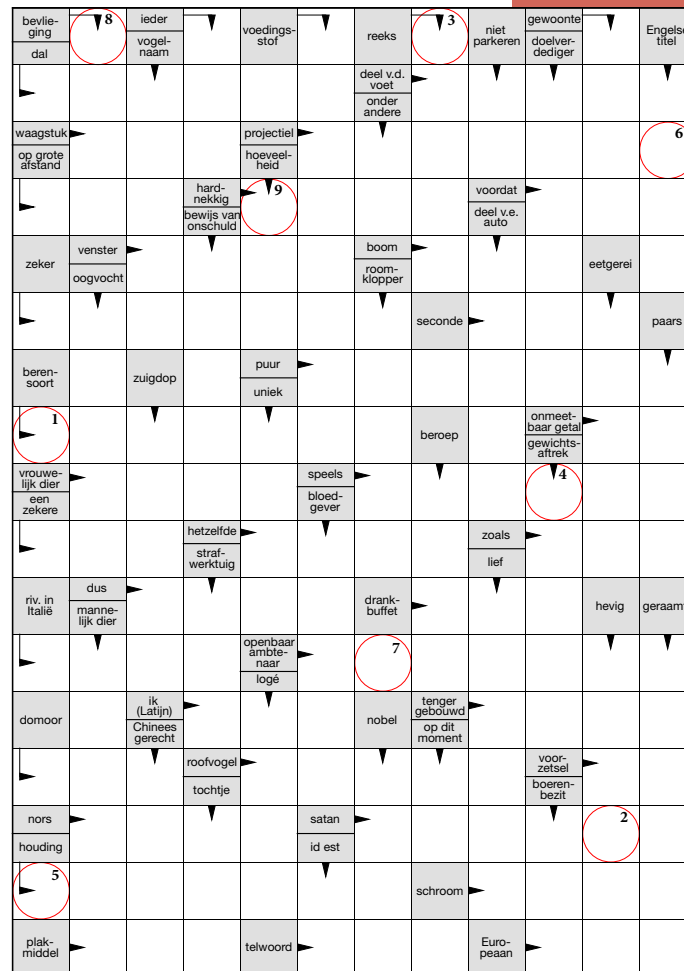 bevlie-
ging
dal
8
ieder
vogel-
naam
voedings-
stof
reeks
3
niet
parkeren
gewoonte
doelver-
dediger
Engelse
titel
deel v.d.
voet
onder
andere
waagstuk
op grote
afstand
projectiel
hoeveel-
heid
6
hard-
nekkig
bewijs van
onschuld
9
voordat
deel v.e.
auto
zeker
venster
oogvocht
boom
room-
klopper
eetgerei
seconde
paars
beren-
soort
zuigdop
puur
uniek
1
beroep
onmeet-
baar getal
gewichts-
aftrek
vrouwe-
lijk dier
een
zekere
speels
bloed-
gever
4
hetzelfde
straf-
werktuig
zoals
lief
riv. in
Italië
dus
manne-
lijk dier
drank-
buffet
hevig
geraamt
openbaar
ambte-
naar
logé
7
domoor
ik
(Latijn)
Chinees
gerecht
nobel
tenger
gebouwd
op dit
moment
roofvogel
tochtje
voor-
zetsel
boeren-
bezit
nors
houding
satan
id est
2
5
schroom
plak-
middel
telwoord
Euro-
peaan